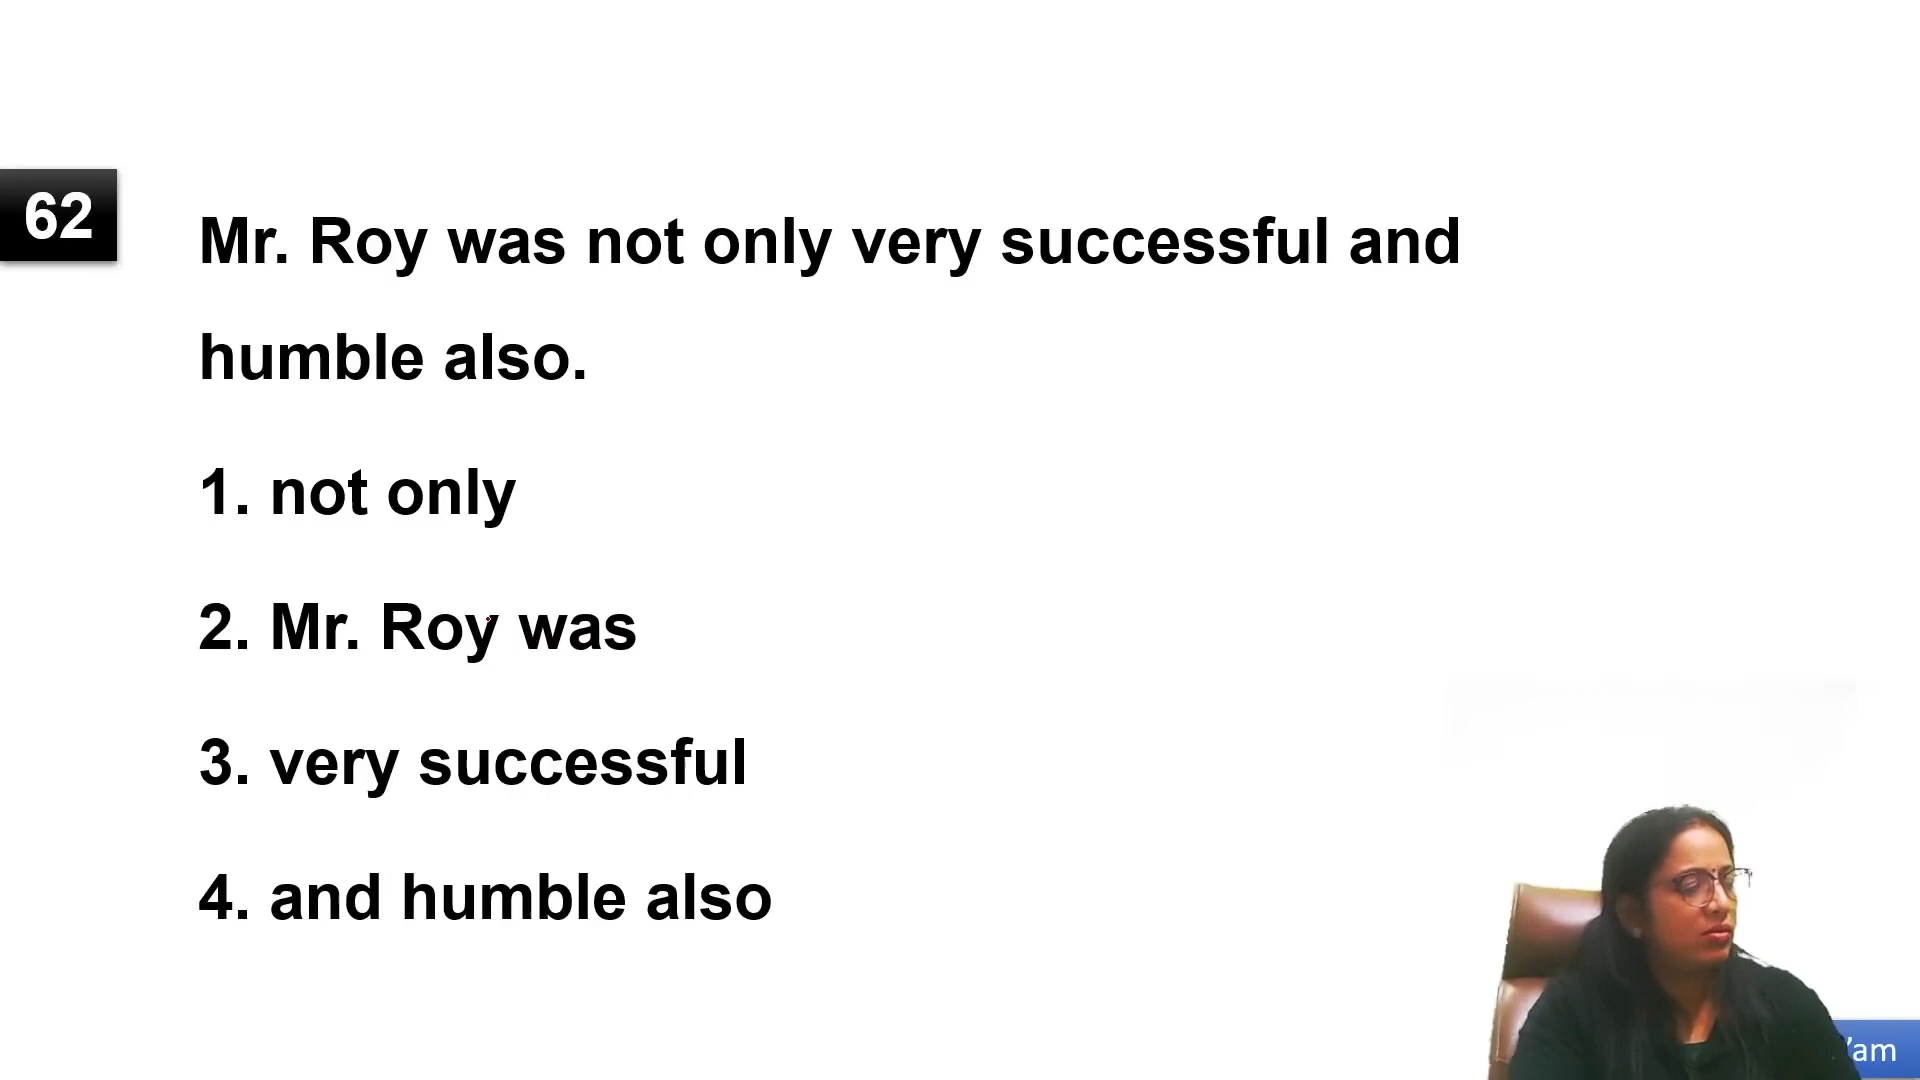 62
Mr. Roy was not only very successful and
humble also.
1. not only
2. Mr. Roy was
3. very successful
4. and humble also
'am